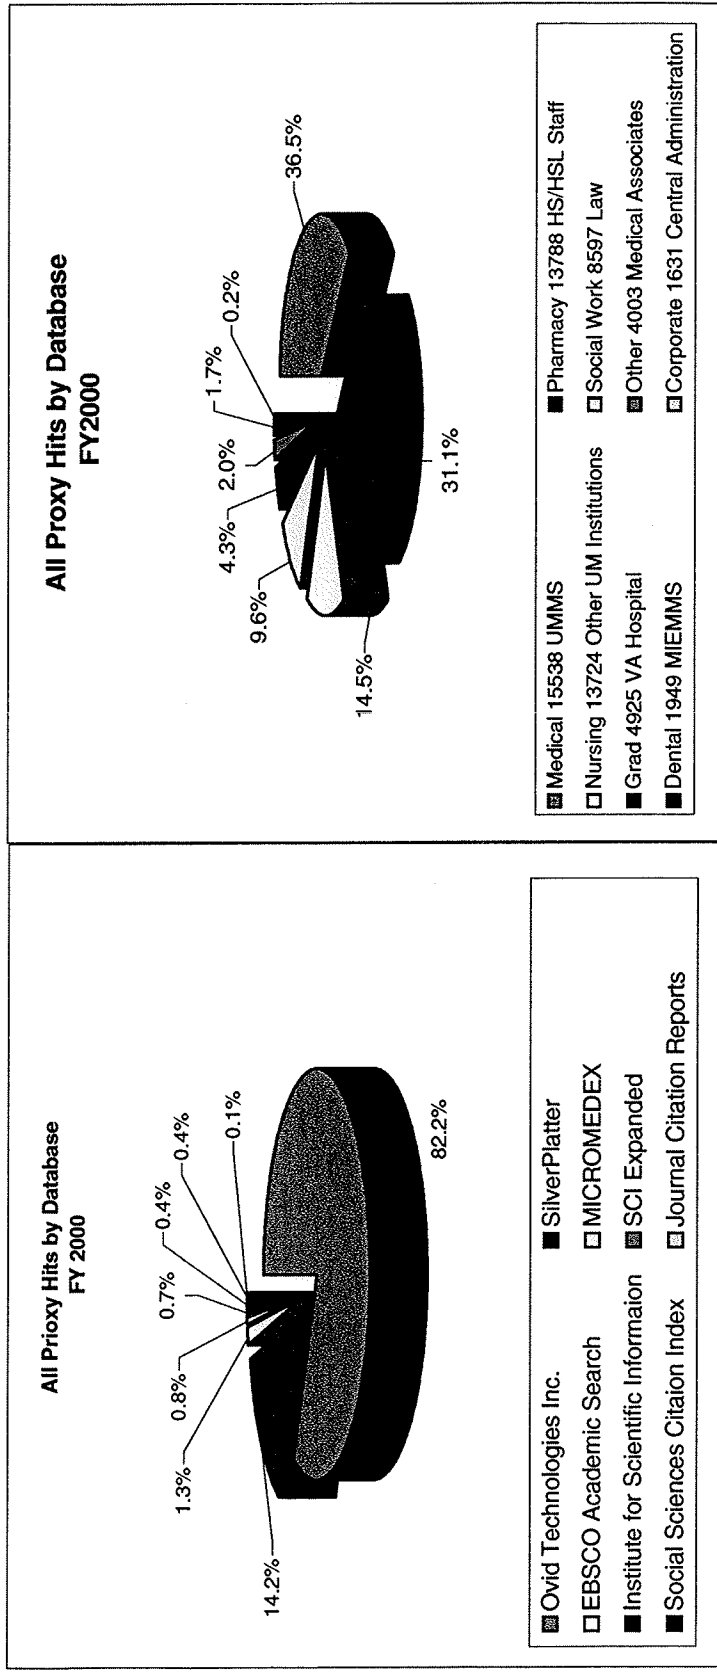 All Prioxy Hits by Database
FY 2000
0.4%
0.4%
0.7%
0.1%
0.8%
1.3%
14.2%
82.2%
Ovid Technologies Inc. SilverPlatter
EBSCO Academic Search MICROMEDEX
Institute for Scientific Informaion SCI Expanded
Social Sciences Citaion Index Journal Citation Reports
All Proxy Hits by Database
FY2000
0.2%
1.7%
2.0%
4.3%
9.6%
36.5%
14.5%
31.1%
Medical 15538 UMMS Pharmacy 13788 HS/HSL Staff
Nursing 13724 Other UM Institutions Social Work 8597 Law
Grad 4925 VA Hospital Other 4003 Medical Associates
Dental 1949 MIEMMS Corporate 1631 Central Administration